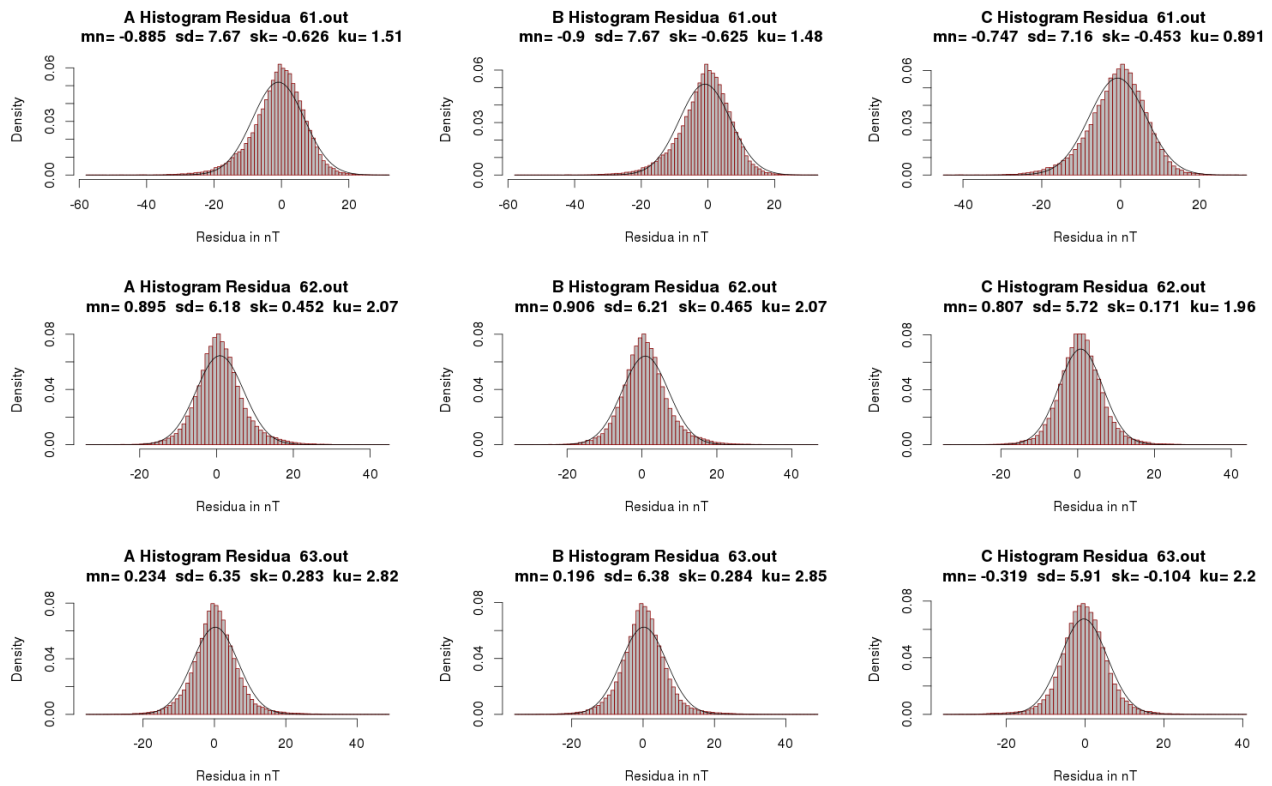 A Histogram Residua 61.out
mn= -0.885 sd= 7.67 sk= -0.626 ku= 1.51
Density
0.00
0.03
0.06
-60
-40
-20
0
20
Residua in nT
B Histogram Residua 61.out
mn= -0.9 sd= 7.67 sk= -0.625 ku= 1.48
Density
0.00
0.03
0.06
-60
-40
-20
0
20
Residua in nT
C Histogram Residua 61.out
mn= -0.747 sd= 7.16 sk= -0.453 ku= 0.891
Density
0.00
0.03
0.06
-40
-20
0
20
Residua in nT
A Histogram Residua 62.out
mn= 0.895 sd= 6.18 sk= 0.452 ku= 2.07
Density
0.00
0.04
0.08
-20
0
20
40
Residua in nT
B Histogram Residua 62.out
mn= 0.906 sd= 6.21 sk= 0.465 ku= 2.07
Density
0.00
0.04
0.08
-20
0
20
40
Residua in nT
C Histogram Residua 62.out
mn= 0.807 sd= 5.72 sk= 0.171 ku= 1.96
Density
0.00
0.04
0.08
-20
0
20
40
Residua in nT
A Histogram Residua 63.out
mn= 0.234 sd= 6.35 sk= 0.283 ku= 2.82
Density
0.00
0.04
0.08
-20
0
20
40
Residua in nT
B Histogram Residua 63.out
mn= 0.196 sd= 6.38 sk= 0.284 ku= 2.85
Density
0.00
0.04
0.08
-20
0
20
40
Residua in nT
C Histogram Residua 63.out
mn= -0.319 sd= 5.91 sk= -0.104 ku= 2.2
Density
0.00
0.04
0.08
-20
0
20
40
Residua in nT